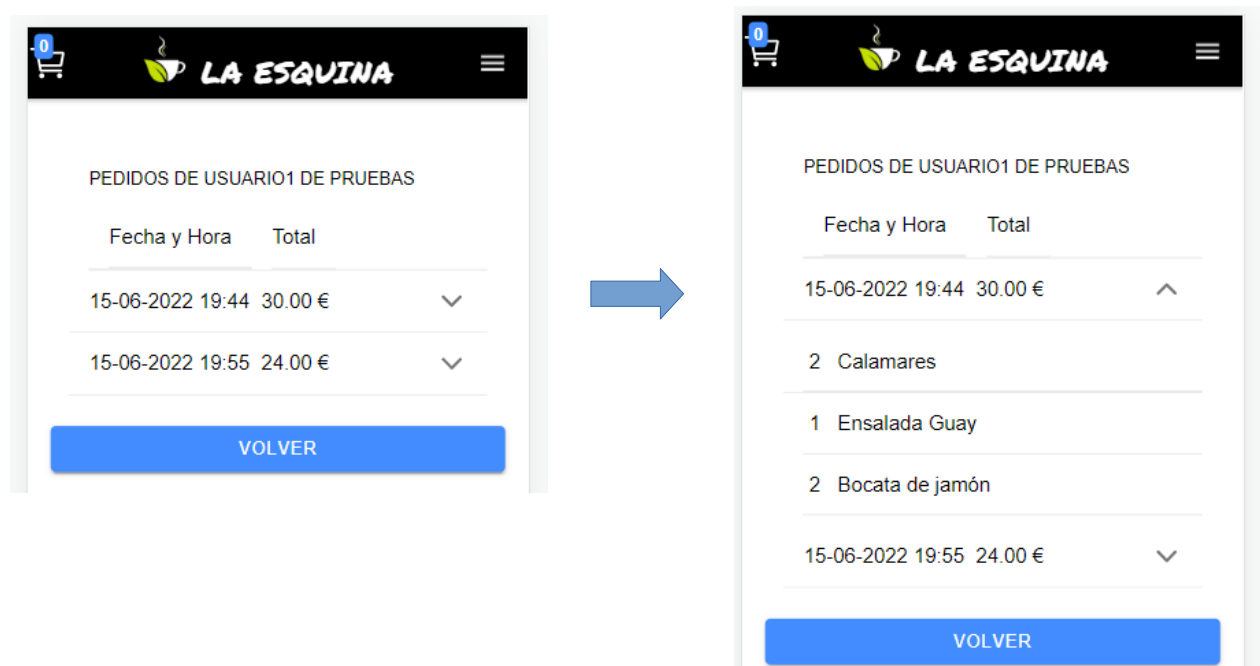 0
LA ESQUINA
PEDIDOS DE USUARIO1 DE PRUEBAS
Fecha y Hora Total
15-06-2022 19:44 30.00 €
15-06-2022 19:55 24.00 €
VOLVER
0
LA ESQUINA
PEDIDOS DE USUARIO1 DE PRUEBAS
Fecha y Hora Total
15-06-2022 19:44 30.00 €
2 Calamares
1 Ensalada Guay
2 Bocata de jamón
15-06-2022 19:55 24.00 €
VOLVER